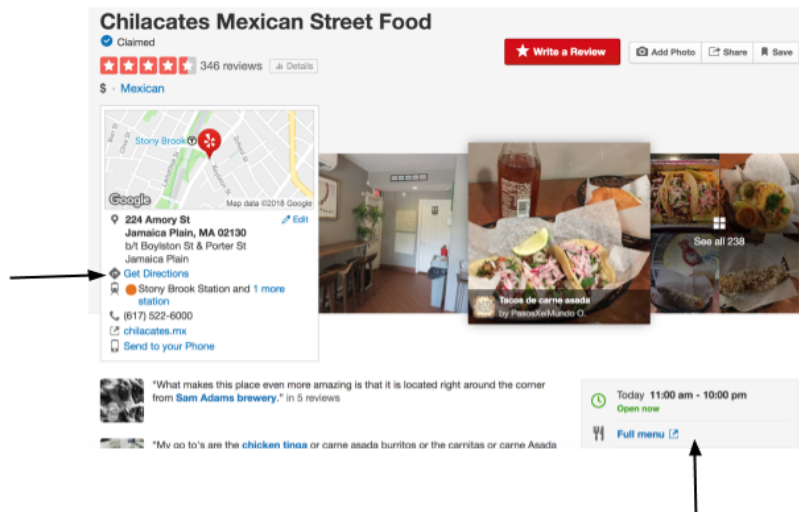 Chilacates Mexican Street Food
Claimed
346 reviews Details
Write a Review Add Photo Share Save
$ · Mexican
Stony Brook
Boylston St
Google
Map data ©2018 Google
224 Amory St Edit
Jamaica Plain, MA 02130
b/t Boylston St & Porter St
Jamaica Plain
Get Directions
Stony Brook Station and 1 more
station
(617) 522-6000
chilacates.mx
Send to your Phone
See all 238
Tacos de carne asada
by PasosXelMundo O.
"What makes this place even more amazing is that it is located right around the corner
from Sam Adams brewery." in 5 reviews
"My go to's are the chicken tinga or carne asada burritos or the carnitas or carne Asada
Today 11:00 am - 10:00 pm
Open now
Full menu